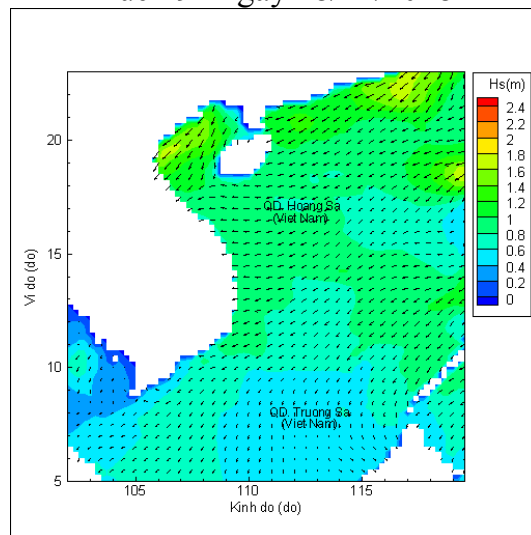 Hs(m)
2.4
2.2
2
1.8
1.6
1.4
1.2
1
0.8
0.6
0.4
0.2
0
20
15
10
5
Vi do (do)
QD. Hoang Sa
(Viet Nam)
QD. Truong Sa
(Viet Nam)
105
110
115
Kinh do (do)